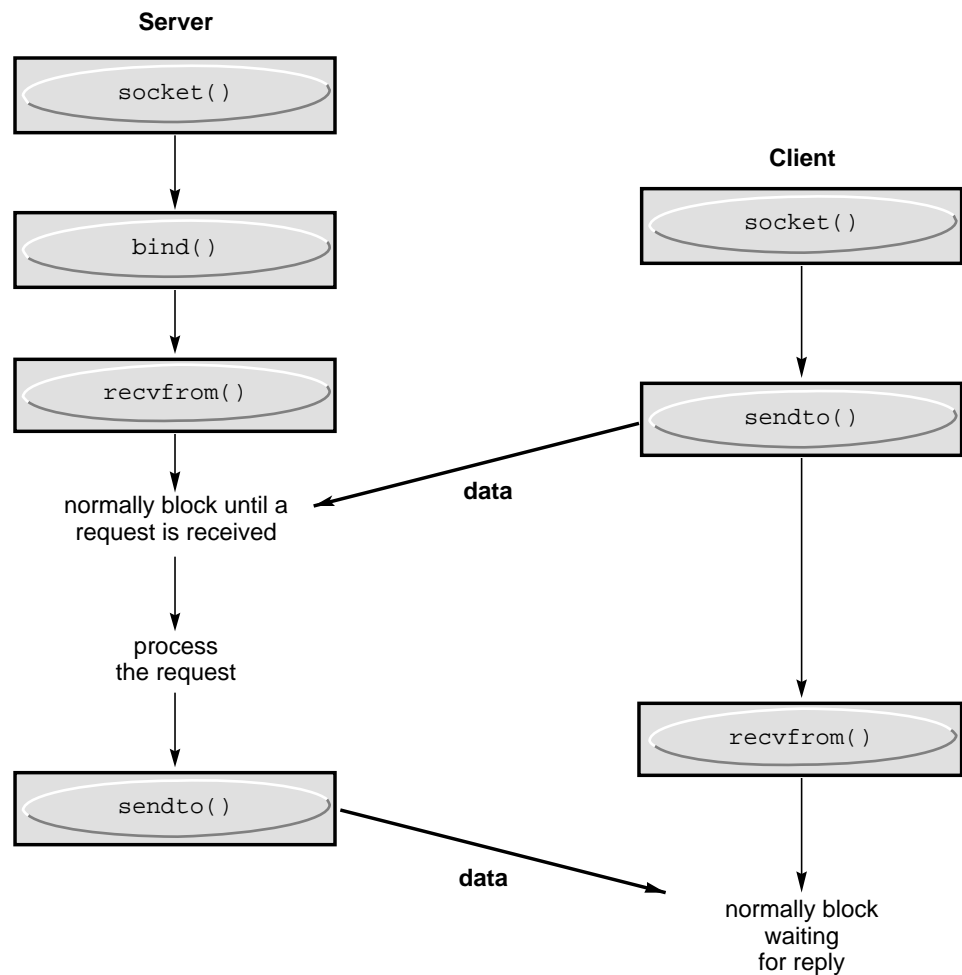 Server
socket()
bind()
recvfrom()
normally block until a
request is received
process
the request
sendto()
data
data
Client
socket()
sendto()
recvfrom()
normally block
waiting
for reply